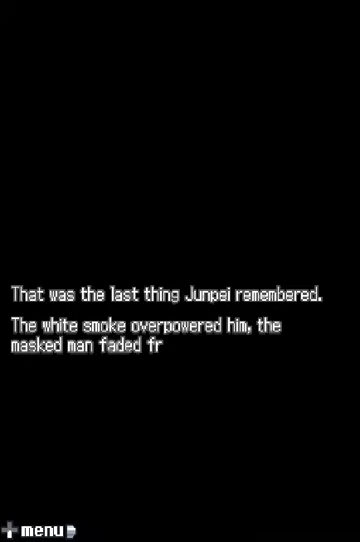 That was the last thing Junpei remembered.
The white smoke overpowered him, the
masked man faded fr
menu